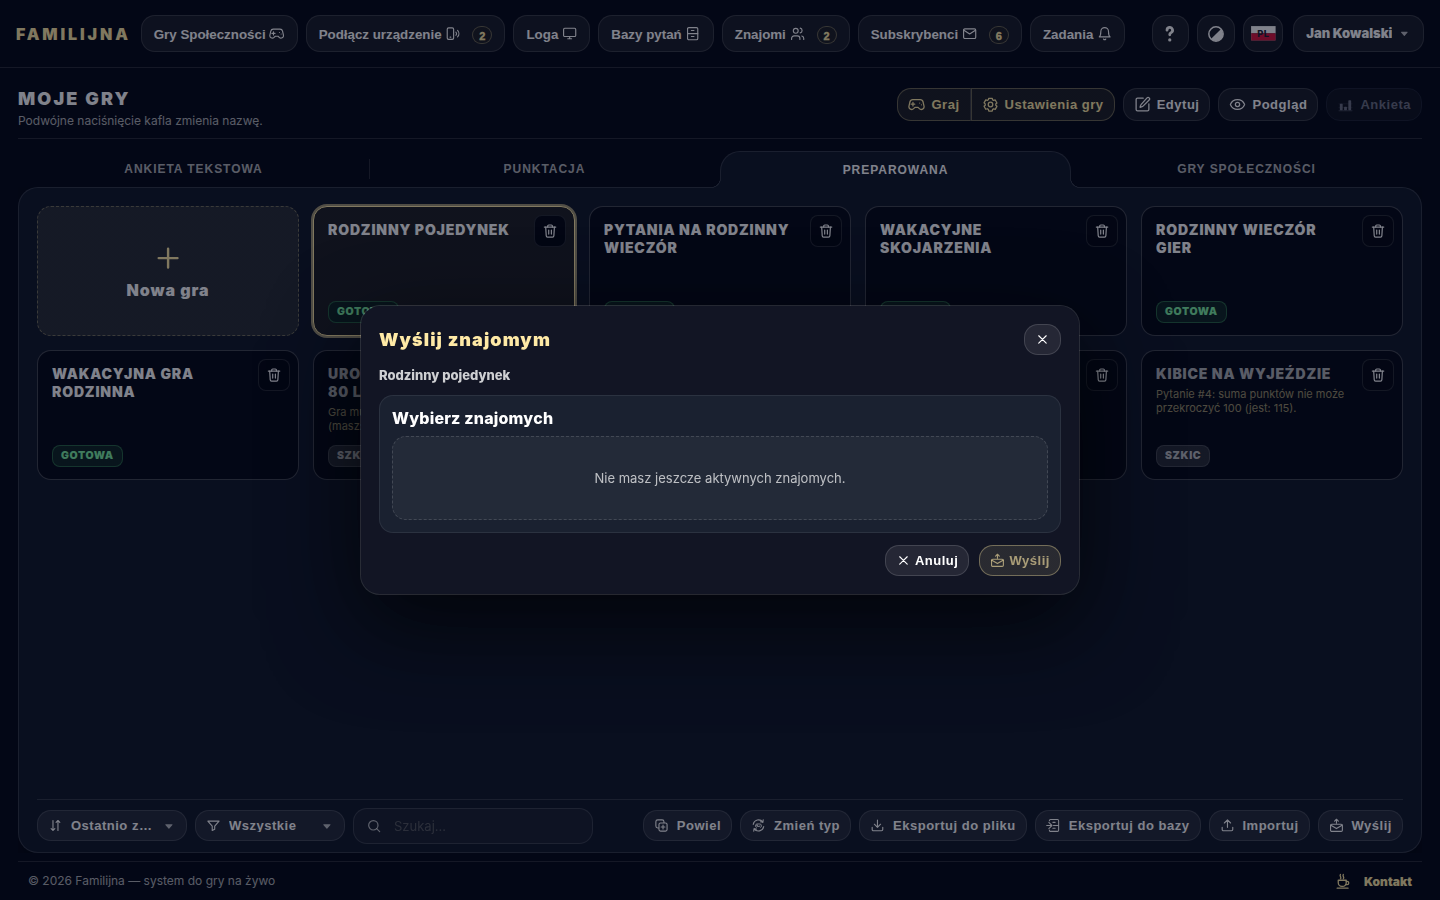 FAMILIJNA
Gry Społeczności
Podłącz urządzenie 2
Loga
Bazy pytań
Znajomi 2
Subskrybenci 6
Zadania
?
PL
Jan Kowalski
MOJE GRY
Podwójne naciśnięcie kafla zmienia nazwę.
Graj
Ustawienia gry
Edytuj
Podgląd
Ankieta
ANKIETA TEKSTOWA
PUNKTACJA
PREPAROWANA
GRY SPOŁECZNOŚCI
Nowa gra
RODZINNY POJEDYNEK
PYTANIA NA RODZINNY
WIECZÓR
WAKACYJNE
SKOJARZENIA
RODZINNY WIECZÓR
GIER
GOTOWA
WAKACYJNA GRA
RODZINNA
GOTOWA
80 L
Gra
(masz
KIBICE NA WYJEŹDZIE
Pytanie #4: suma punktów nie może
przekroczyć 100 (jest: 115).
SZKIC
Wyślij znajomym
Rodzinny pojedynek
Wybierz znajomych
Nie masz jeszcze aktywnych znajomych.
Anuluj
Wyślij
Ostatnio z...
Wszystkie
Szukaj...
Powiel
Zmień typ
Eksportuj do pliku
Eksportuj do bazy
Importuj
Wyślij
© 2026 Familijna — system do gry na żywo
Kontakt